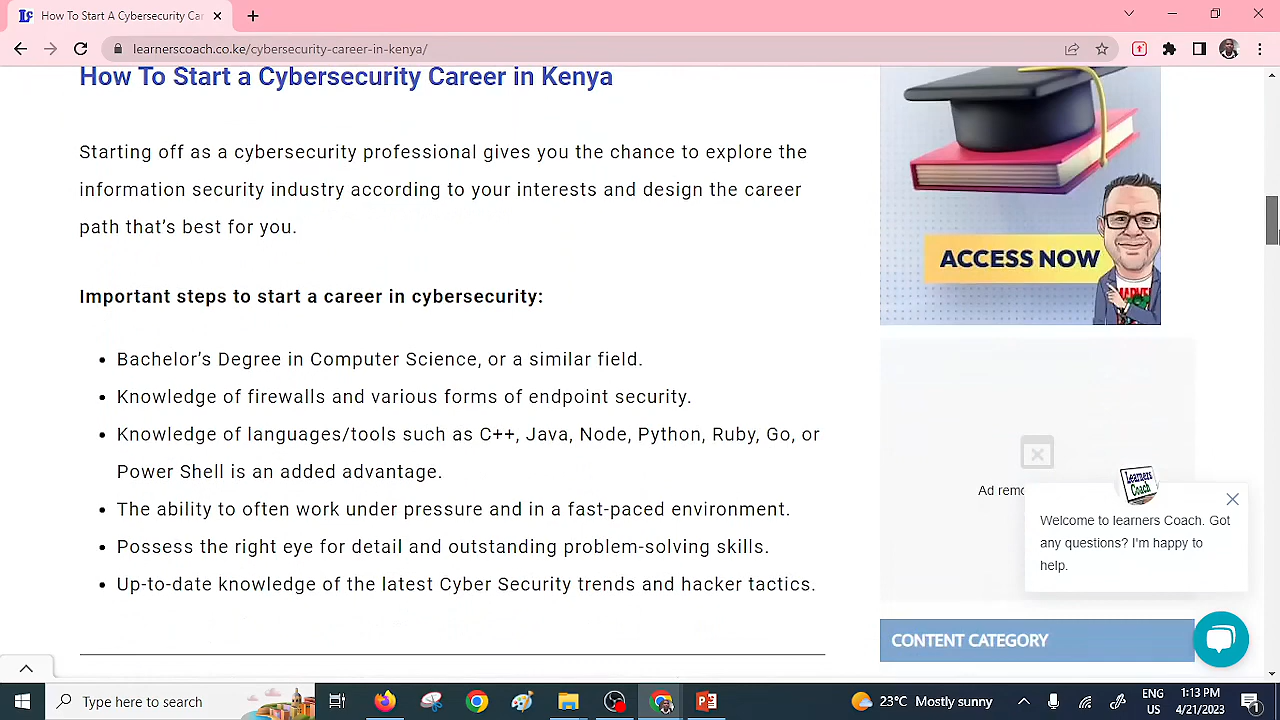 How To Start A Cybersecurity Car
learnerscoach.co.ke/cybersecurity-career-in-kenya/
How To Start a Cybersecurity Career in Kenya
Starting off as a cybersecurity professional gives you the chance to explore the
information security industry according to your interests and design the career
path that’s best for you.
Important steps to start a career in cybersecurity:
• Bachelor’s Degree in Computer Science, or a similar field.
• Knowledge of firewalls and various forms of endpoint security.
• Knowledge of languages/tools such as C++, Java, Node, Python, Ruby, Go, or
Power Shell is an added advantage.
• The ability to often work under pressure and in a fast-paced environment.
• Possess the right eye for detail and outstanding problem-solving skills.
• Up-to-date knowledge of the latest Cyber Security trends and hacker tactics.
ACCESS NOW
MARVEL
Ad remo
Learners
Coach
Welcome to learners Coach. Got
any questions? I'm happy to
help.
CONTENT CATEGORY
Type here to search
23°C Mostly sunny
ENG
US
1:13 PM
4/21/2023